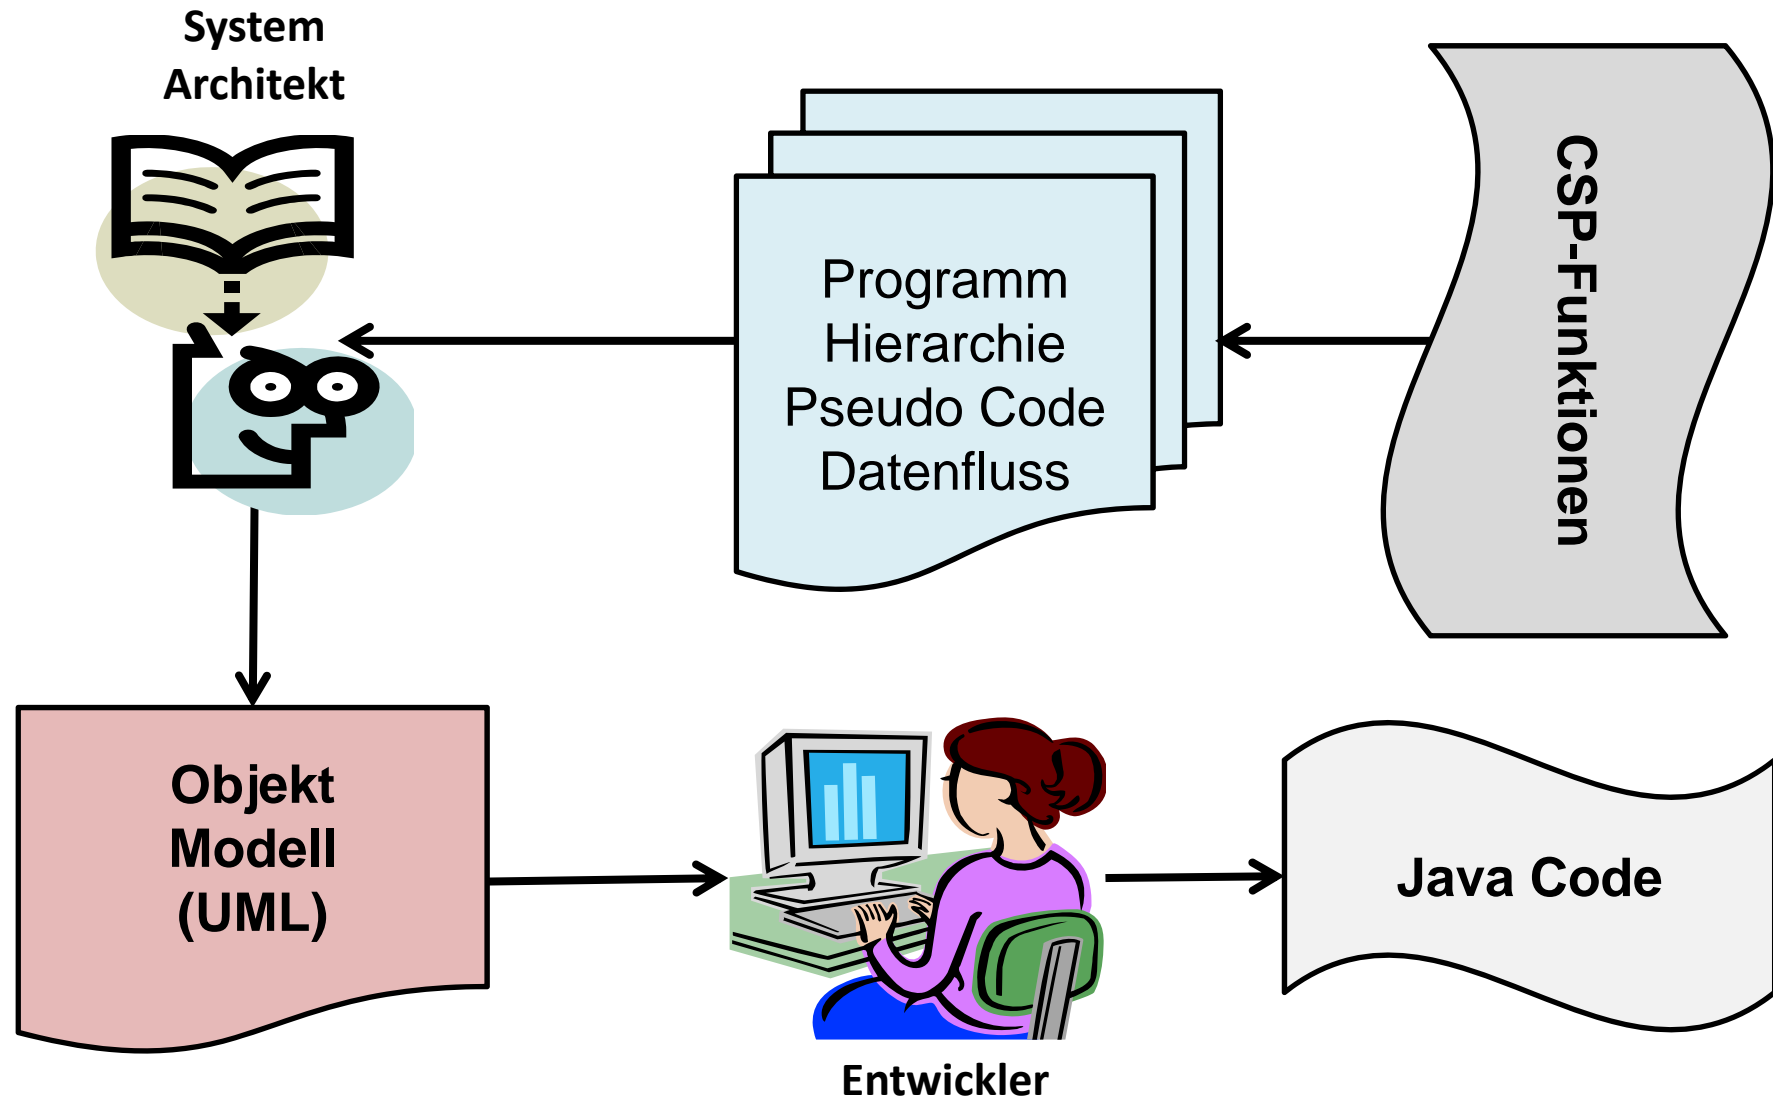 System
Architekt
Programm
Hierarchie
Pseudo Code
Datenfluss
CSP-Funktionen
Objekt
Modell
(UML)
Java Code
Entwickler